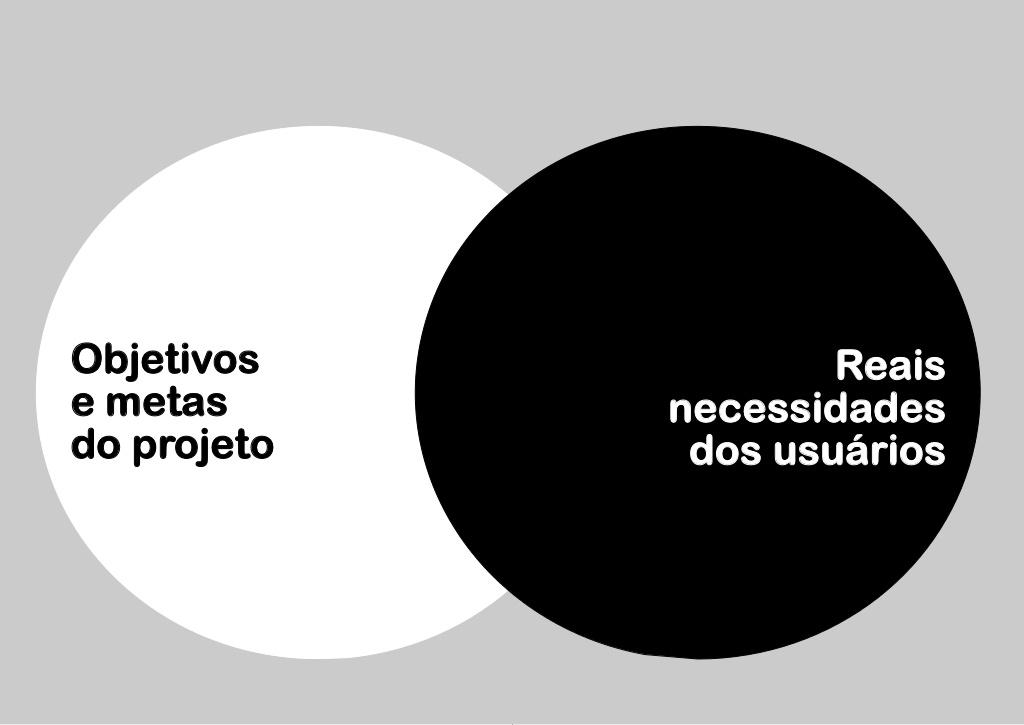 Objetivos
e metas
do projeto
Reais
necessidades
dos usuários